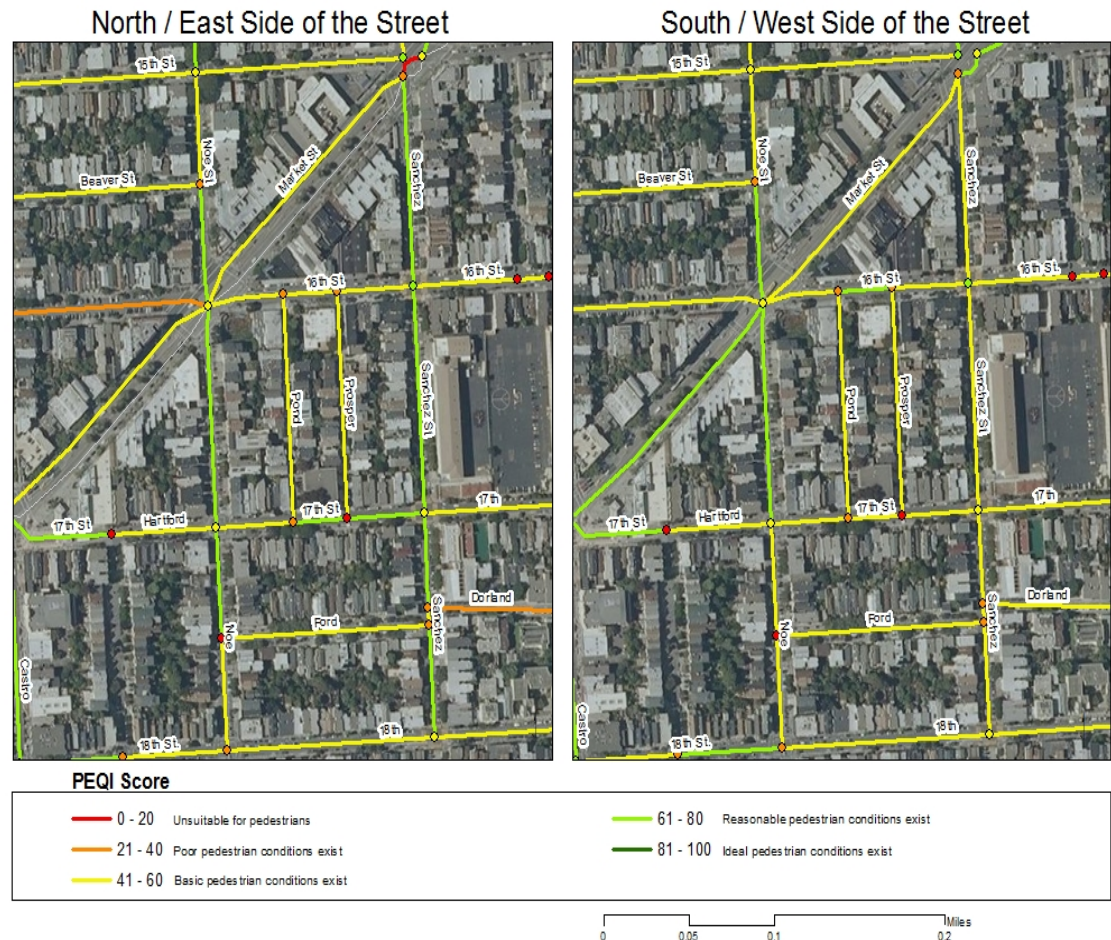 North / East Side of the Street
South / West Side of the Street
15th St
Noe St
Beaver St
Market St
Sanchez
16th St
16th St.
Pond
Prosper
Sanchez St.
17th St
Hartford
17th St
17th
Noe
Ford
Sanchez
Dorland
Castro
18th St.
18th
15th St
Noe St
Beaver St
Market St
Sanchez
16th St
16th St.
Pond
Prosper
Sanchez St.
17th St
Hartford
17th St
17th
Noe
Ford
Sanchez
Dorland
Castro
18th St.
18th
PEQI Score
0 - 20 Unsuitable for pedestrians
21 - 40 Poor pedestrian conditions exist
41 - 60 Basic pedestrian conditions exist
61 - 80 Reasonable pedestrian conditions exist
81 - 100 Ideal pedestrian conditions exist
Miles
0 0.05 0.1 0.2